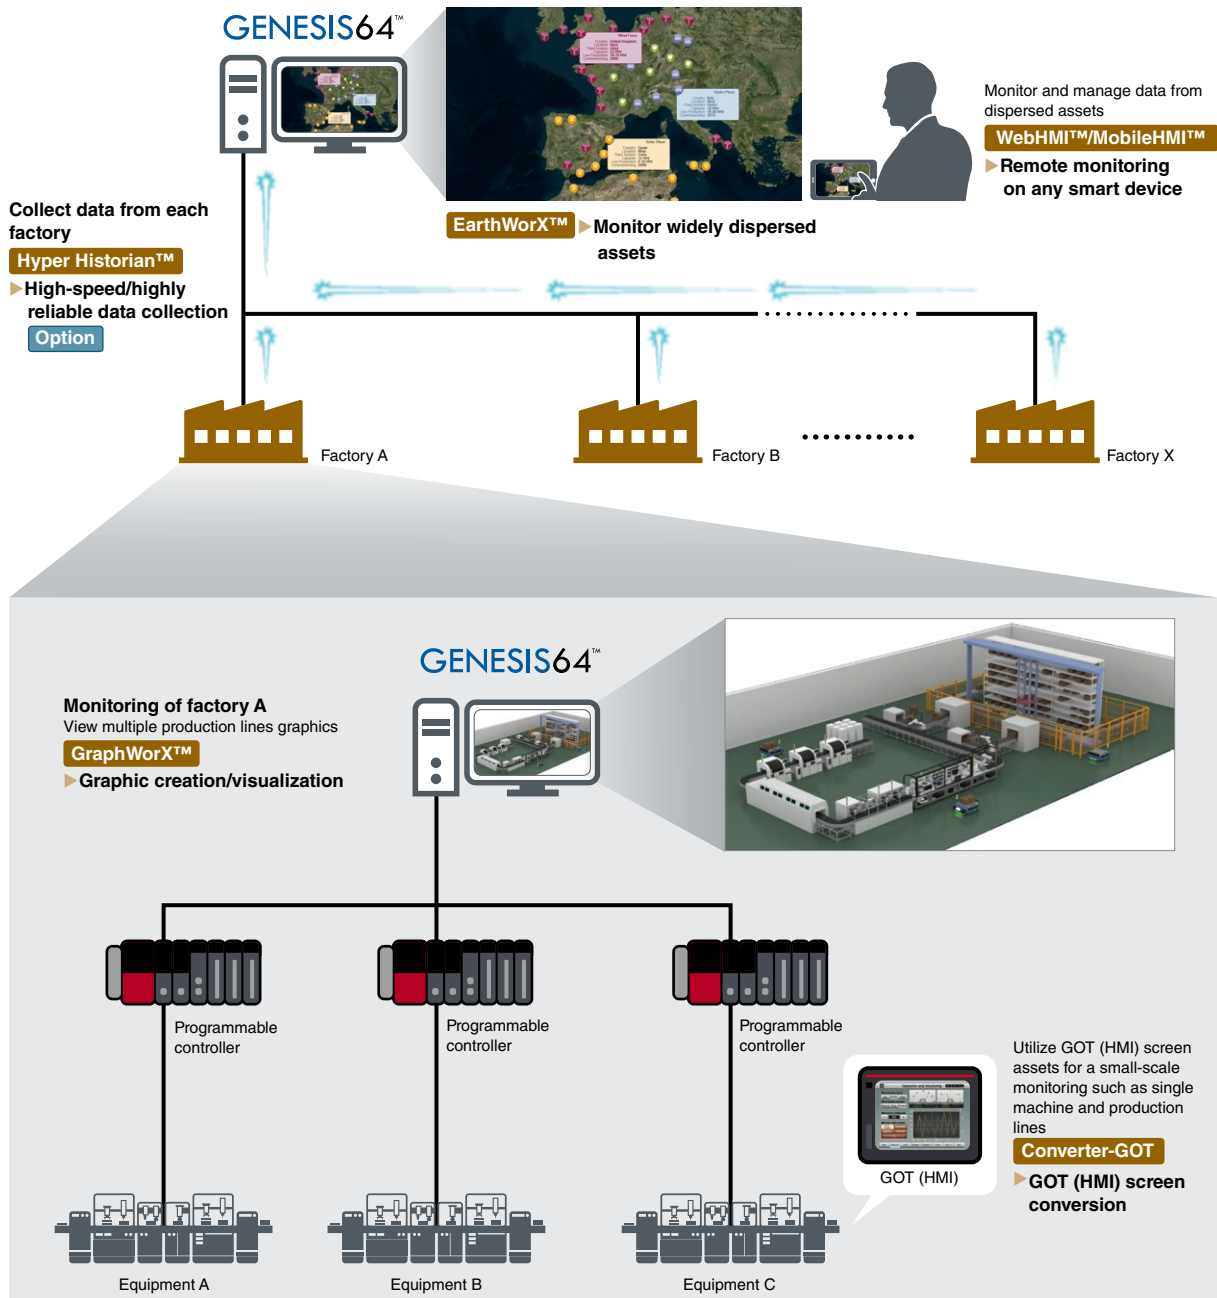 GENESIS64™
Monitor and manage data from
dispersed assets
WebHMI™/MobileHMI™
Remote monitoring
on any smart device
EarthWorX™
Monitor widely dispersed
assets
Collect data from each
factory
Hyper Historian™
High-speed/highly
reliable data collection
Option
Factory A
Factory B
Factory X
GENESIS64™
Monitoring of factory A
View multiple production lines graphics
GraphWorX™
Graphic creation/visualization
Programmable
controller
Programmable
controller
Programmable
controller
Utilize GOT (HMI) screen
assets for a small-scale
monitoring such as single
machine and production
lines
Converter-GOT
GOT (HMI) screen
conversion
GOT (HMI)
Equipment A
Equipment B
Equipment C